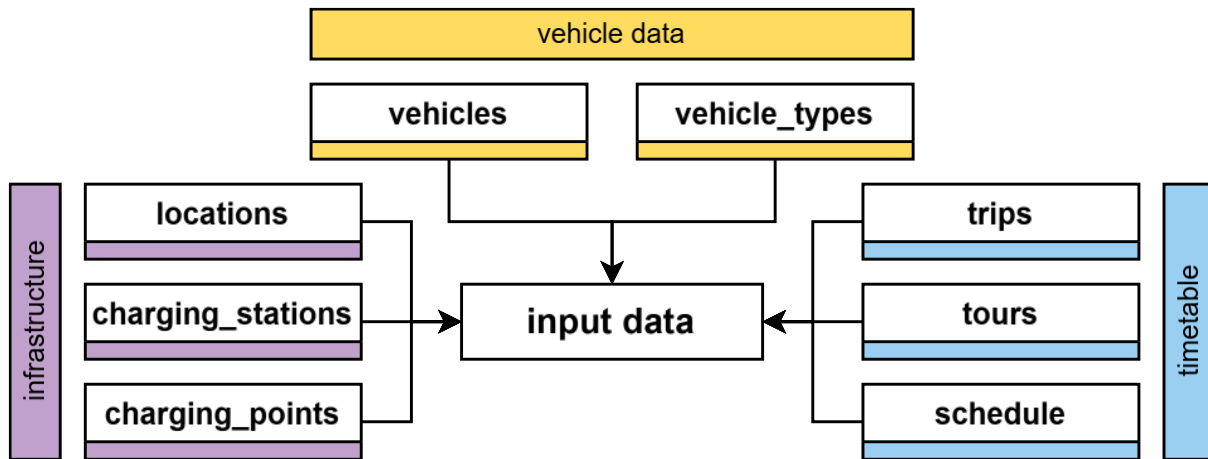 vehicle data
vehicles
vehicle_types
infrastructure
locations
charging_stations
charging_points
input data
trips
tours
schedule
timetable